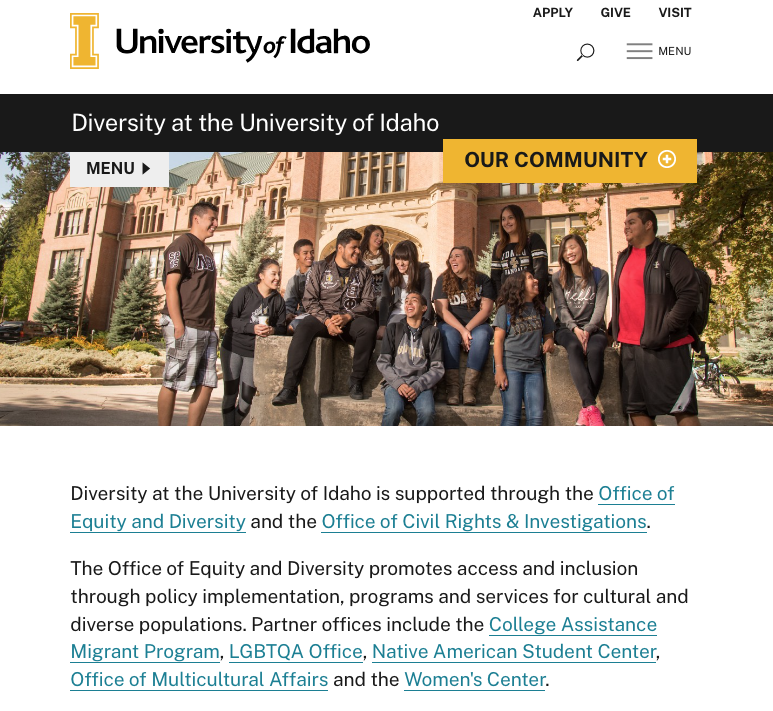 APPLY GIVE VISIT
I University of Idaho
MENU
Diversity at the University of Idaho
OUR COMMUNITY
MENU
Diversity at the University of Idaho is supported through the Office of
Equity and Diversity and the Office of Civil Rights & Investigations.
The Office of Equity and Diversity promotes access and inclusion
through policy implementation, programs and services for cultural and
diverse populations. Partner offices include the College Assistance
Migrant Program, LGBTQA Office, Native American Student Center,
Office of Multicultural Affairs and the Women's Center.